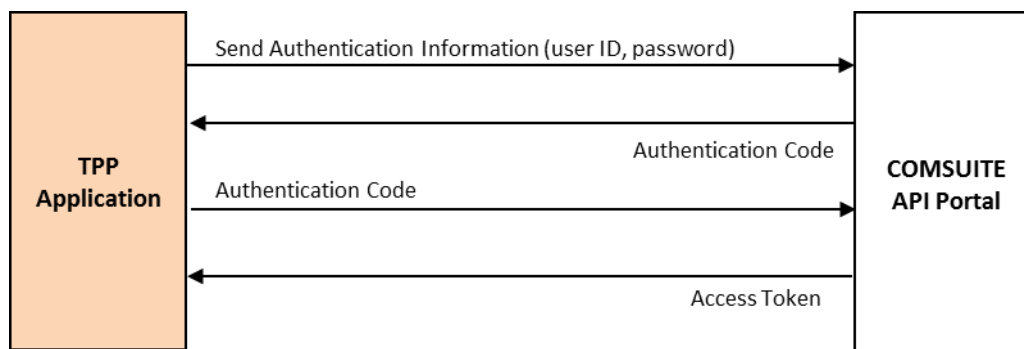 Send Authentication Information (user ID, password)
Authentication Code
TPP
Application
COMSUITE
API Portal
Authentication Code
Access Token